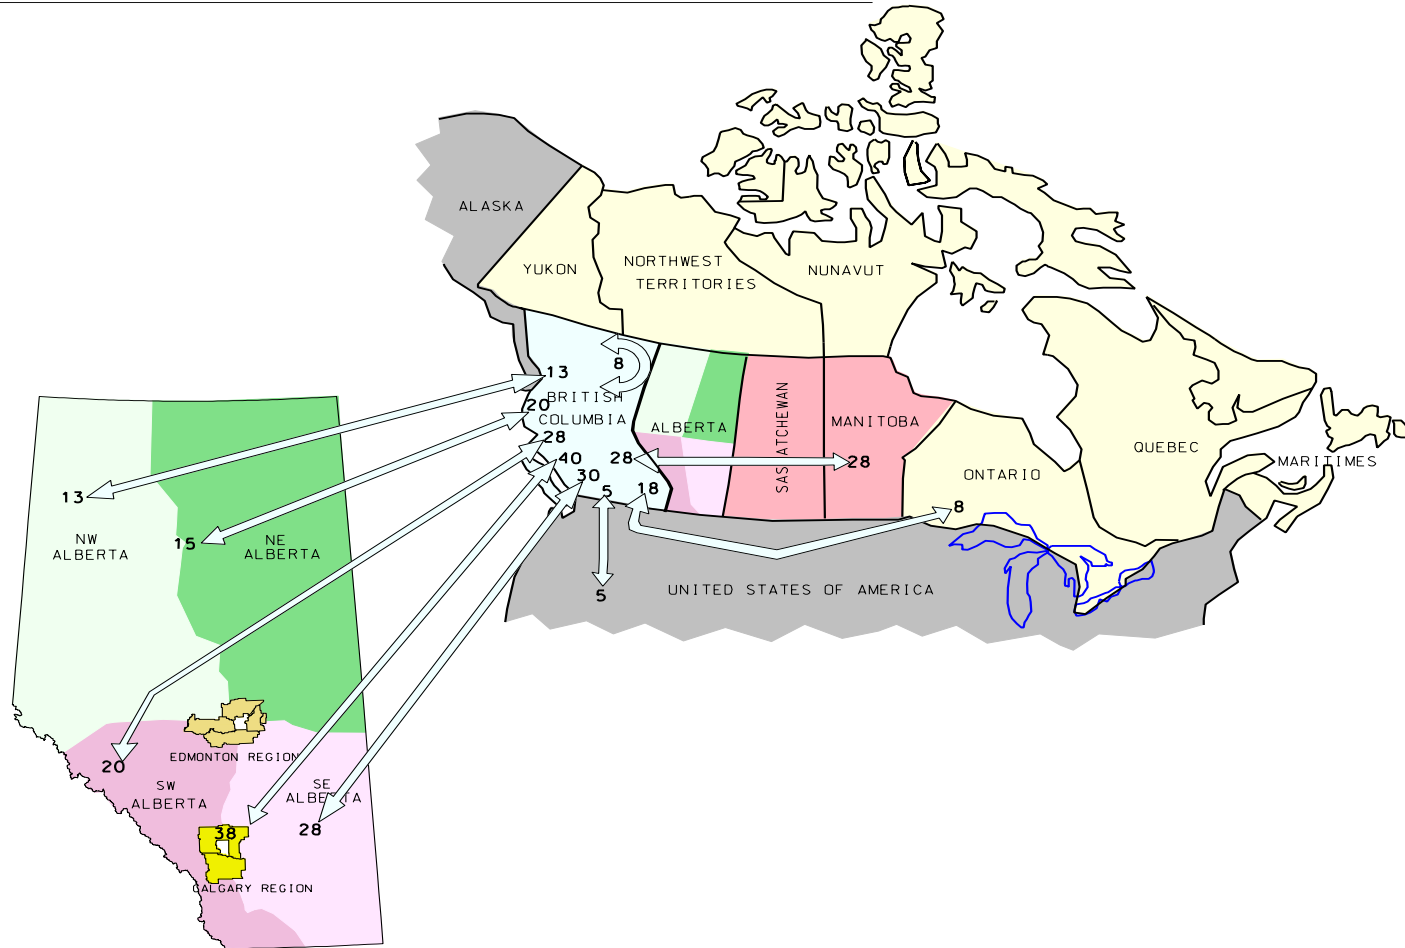 ALASKA
YUKON
NORTHWEST
TERRITORIES
NUNAVUT
8
13
20
BRITISH
COLUMBIA
28
40
30
5
28
18
ALBERTA
SASKATCHEWAN
MANITOBA
28
ONTARIO
8
QUEBEC
MARITIMES
UNITED STATES OF AMERICA
5
13
NW
ALBERTA
15
NE
ALBERTA
EDMONTON REGION
20
SW
ALBERTA
SE
ALBERTA
28
38
CALGARY REGION